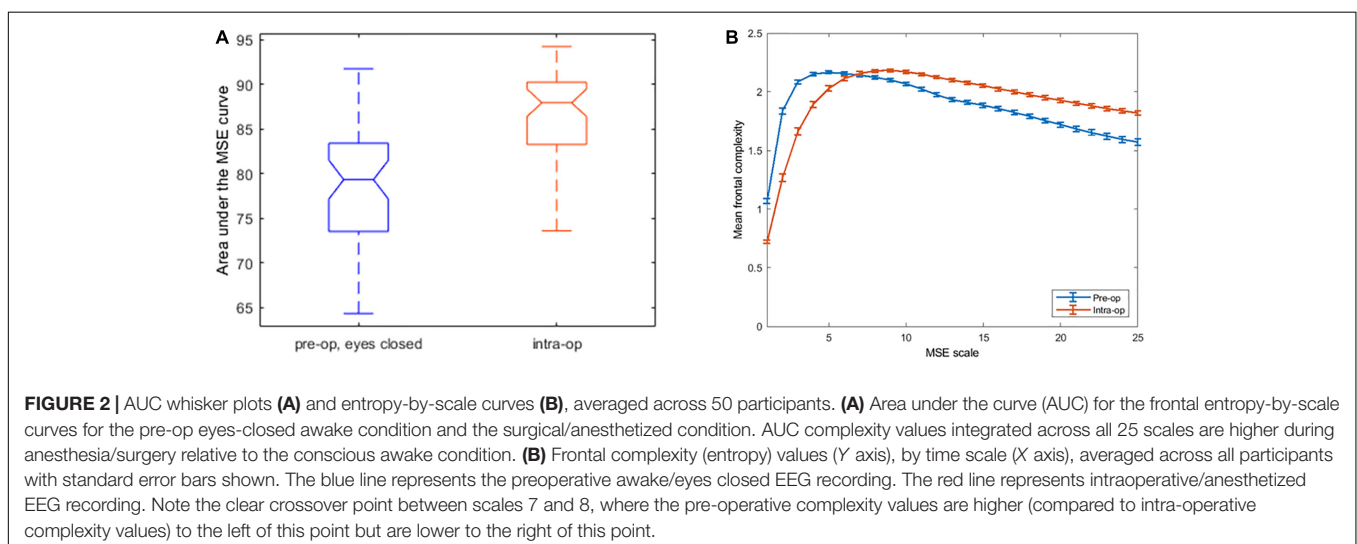 A
Area under the MSE curve
95
90
85
80
75
70
65
pre-op, eyes closed intra-op
B
Mean frontal complexity
2.5
2
1.5
1
0.5
0
5 10 15 20 25
MSE scale
Pre-op
Intra-op
FIGURE 2 | AUC whisker plots (A) and entropy-by-scale curves (B), averaged across 50 participants. (A) Area under the curve (AUC) for the frontal entropy-by-scale
curves for the pre-op eyes-closed awake condition and the surgical/anesthetized condition. AUC complexity values integrated across all 25 scales are higher during
anesthesia/surgery relative to the conscious awake condition. (B) Frontal complexity (entropy) values (Y axis), by time scale (X axis), averaged across all participants
with standard error bars shown. The blue line represents the preoperative awake/eyes closed EEG recording. The red line represents intraoperative/anesthetized
EEG recording. Note the clear crossover point between scales 7 and 8, where the pre-operative complexity values are higher (compared to intra-operative
complexity values) to the left of this point but are lower to the right of this point.